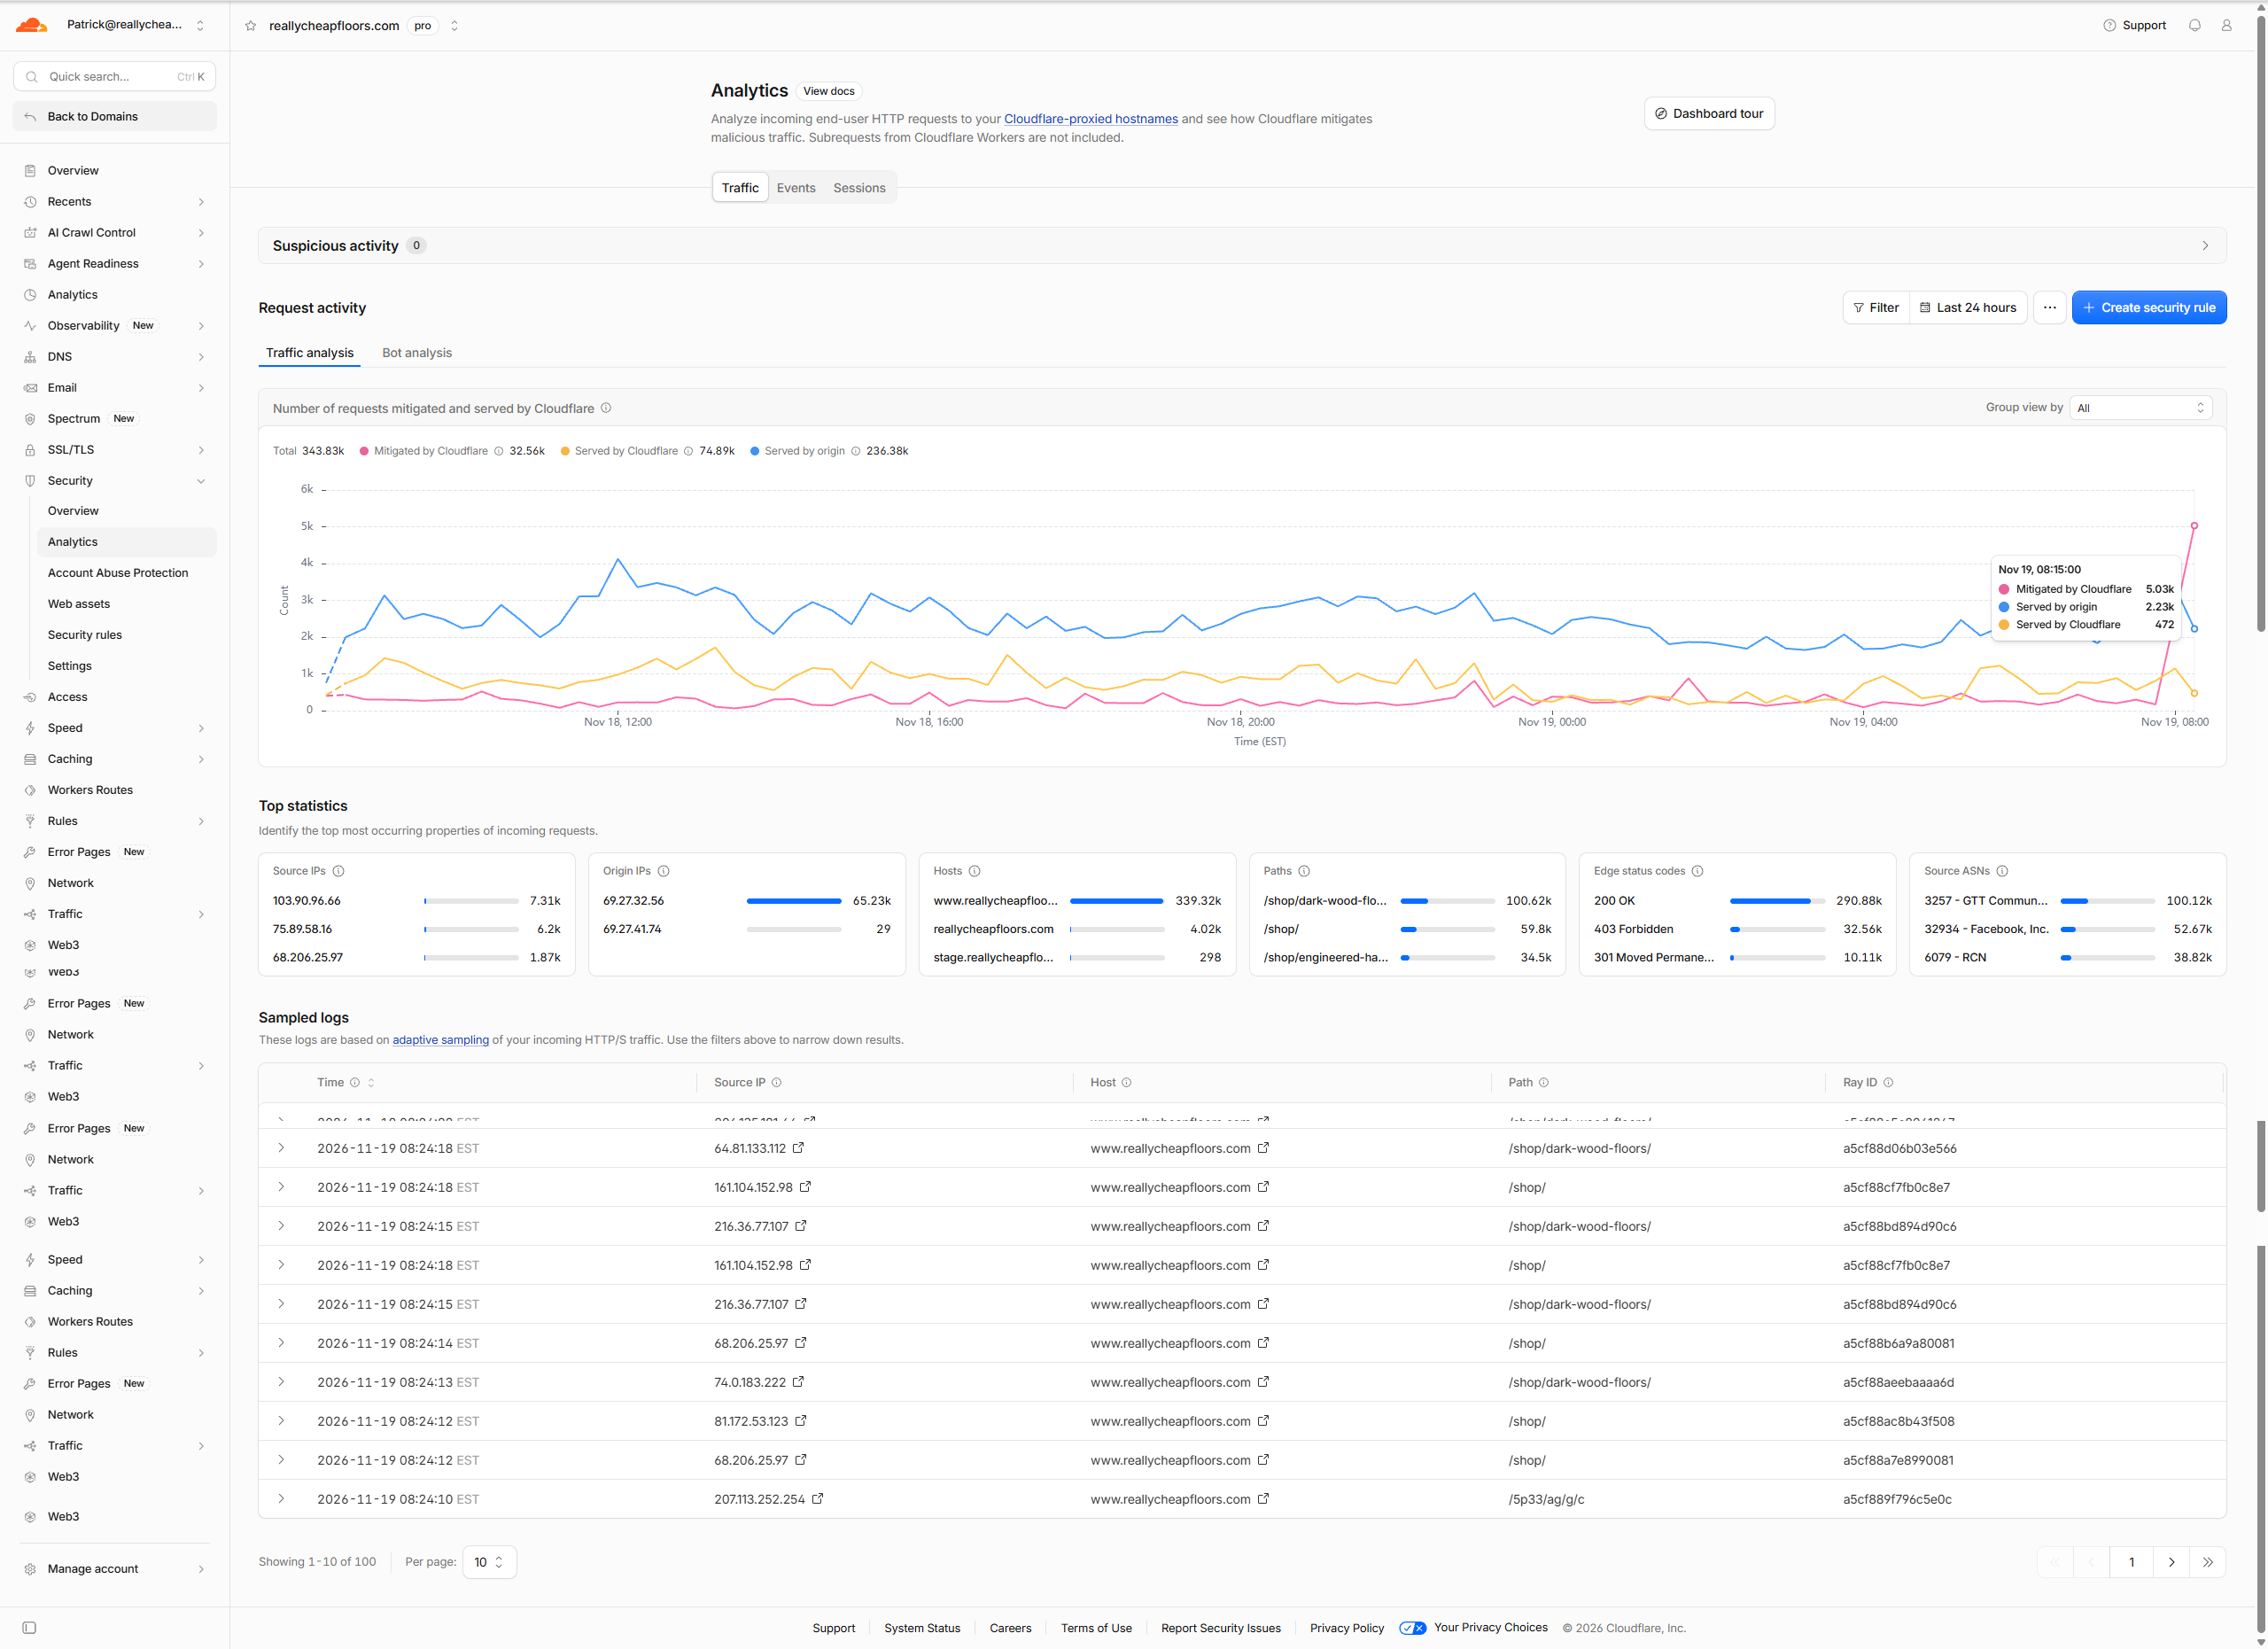 Patrick@reallychea...
reallycheapfloors.com pro
Support
Quick search... Ctrl K
Back to Domains
Overview
Recents
AI Crawl Control
Agent Readiness
Analytics
Observability New
DNS
Email
Spectrum New
SSL/TLS
Security
Overview
Analytics
Account Abuse Protection
Web assets
Security rules
Settings
Access
Speed
Caching
Workers Routes
Rules
Error Pages New
Network
Traffic
Web3
Web3
Error Pages New
Network
Traffic
Web3
Error Pages New
Network
Traffic
Web3
Speed
Caching
Workers Routes
Rules
Error Pages New
Network
Traffic
Web3
Web3
Manage account
Analytics View docs
Analyze incoming end-user HTTP requests to your Cloudflare-proxied hostnames and see how Cloudflare mitigates
malicious traffic. Subrequests from Cloudflare Workers are not included.
Dashboard tour
Traffic Events Sessions
Suspicious activity 0
Request activity
Filter Last 24 hours ... + Create security rule
Traffic analysis Bot analysis
Number of requests mitigated and served by Cloudflare
Group view by All
Total 343.83k Mitigated by Cloudflare 32.56k Served by Cloudflare 74.89k Served by origin 236.38k
6k
5k
4k
3k
2k
1k
0
Count
Nov 19, 08:15:00
Mitigated by Cloudflare 5.03k
Served by origin 2.23k
Served by Cloudflare 472
Nov 18, 12:00 Nov 18, 16:00 Nov 18, 20:00 Nov 19, 00:00 Nov 19, 04:00 Nov 19, 08:00
Time (EST)
Top statistics
Identify the top most occurring properties of incoming requests.
Source IPs
103.90.96.66 7.31k
75.89.58.16 6.2k
68.206.25.97 1.87k
Origin IPs
69.27.32.56 65.23k
69.27.41.74 29
Hosts
www.reallycheapfloo... 339.32k
reallycheapfloors.com 4.02k
stage.reallycheapflo... 298
Paths
/shop/dark-wood-flo... 100.62k
/shop/ 59.8k
/shop/engineered-ha... 34.5k
Edge status codes
200 OK 290.88k
403 Forbidden 32.56k
301 Moved Permane... 10.11k
Source ASNs
3257 - GTT Commun... 100.12k
32934 - Facebook, Inc. 52.67k
6079 - RCN 38.82k
Sampled logs
These logs are based on adaptive sampling of your incoming HTTP/S traffic. Use the filters above to narrow down results.
Time Source IP Host Path Ray ID
2026-11-19 08:24:18 EST 64.81.133.112 www.reallycheapfloors.com /shop/dark-wood-floors/ a5cf88d06b03e566
2026-11-19 08:24:18 EST 161.104.152.98 www.reallycheapfloors.com /shop/ a5cf88cf7fb0c8e7
2026-11-19 08:24:15 EST 216.36.77.107 www.reallycheapfloors.com /shop/dark-wood-floors/ a5cf88bd894d90c6
2026-11-19 08:24:18 EST 161.104.152.98 www.reallycheapfloors.com /shop/ a5cf88cf7fb0c8e7
2026-11-19 08:24:15 EST 216.36.77.107 www.reallycheapfloors.com /shop/dark-wood-floors/ a5cf88bd894d90c6
2026-11-19 08:24:14 EST 68.206.25.97 www.reallycheapfloors.com /shop/ a5cf88b6a9a80081
2026-11-19 08:24:13 EST 74.0.183.222 www.reallycheapfloors.com /shop/dark-wood-floors/ a5cf88aeebaaaa6d
2026-11-19 08:24:12 EST 81.172.53.123 www.reallycheapfloors.com /shop/ a5cf88ac8b43f508
2026-11-19 08:24:12 EST 68.206.25.97 www.reallycheapfloors.com /shop/ a5cf88a7e8990081
2026-11-19 08:24:10 EST 207.113.252.254 www.reallycheapfloors.com /5p33/ag/g/c a5cf889f796c5e0c
Showing 1-10 of 100 Per page: 10
1
Support System Status Careers Terms of Use Report Security Issues Privacy Policy Your Privacy Choices © 2026 Cloudflare, Inc.